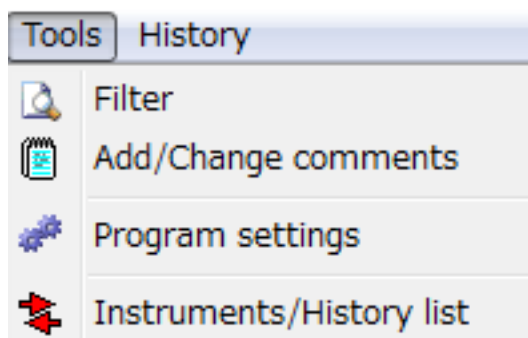 Tools History
Filter
Add/Change comments
Program settings
Instruments/History list